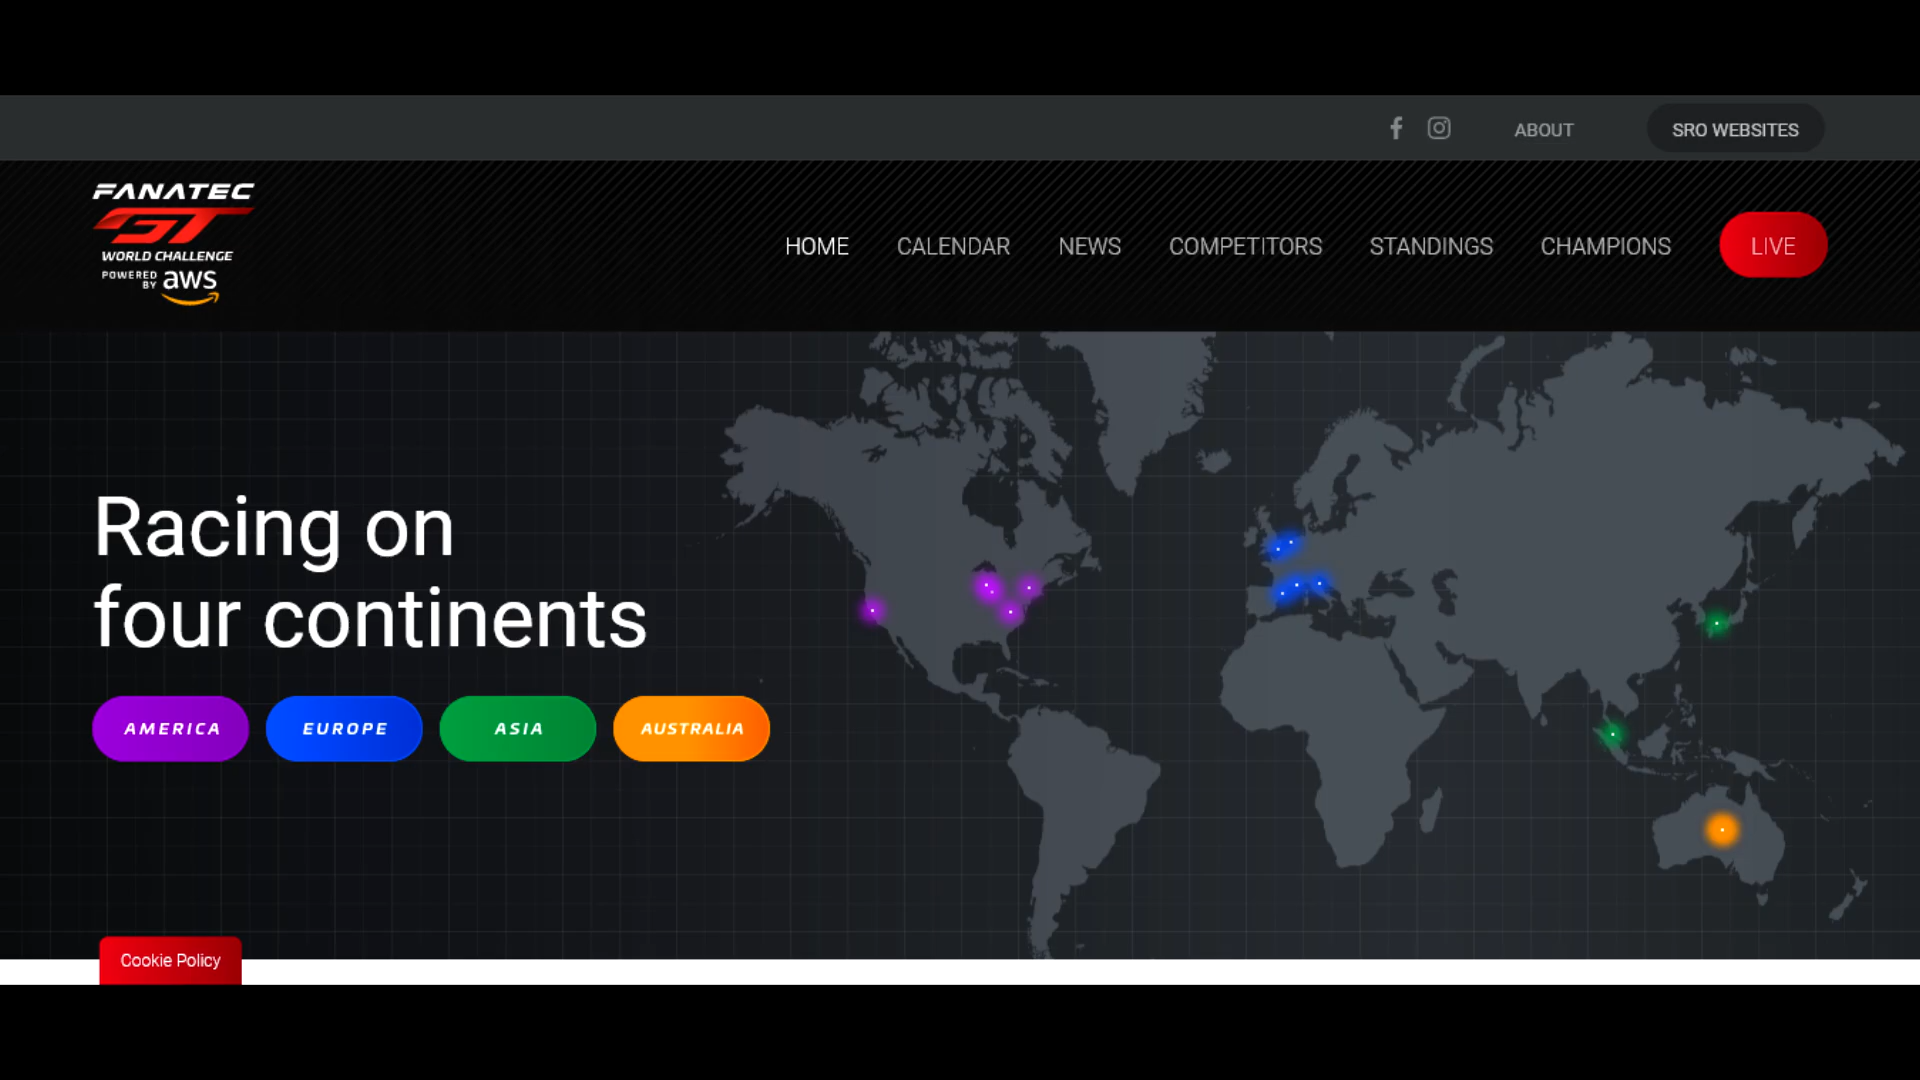 ABOUT
SRO WEBSITES
FANATEC
GT
WORLD CHALLENGE
POWERED BY aws
HOME
CALENDAR
NEWS
COMPETITORS
STANDINGS
CHAMPIONS
LIVE
Racing on
four continents
AMERICA
EUROPE
ASIA
AUSTRALIA
Cookie Policy